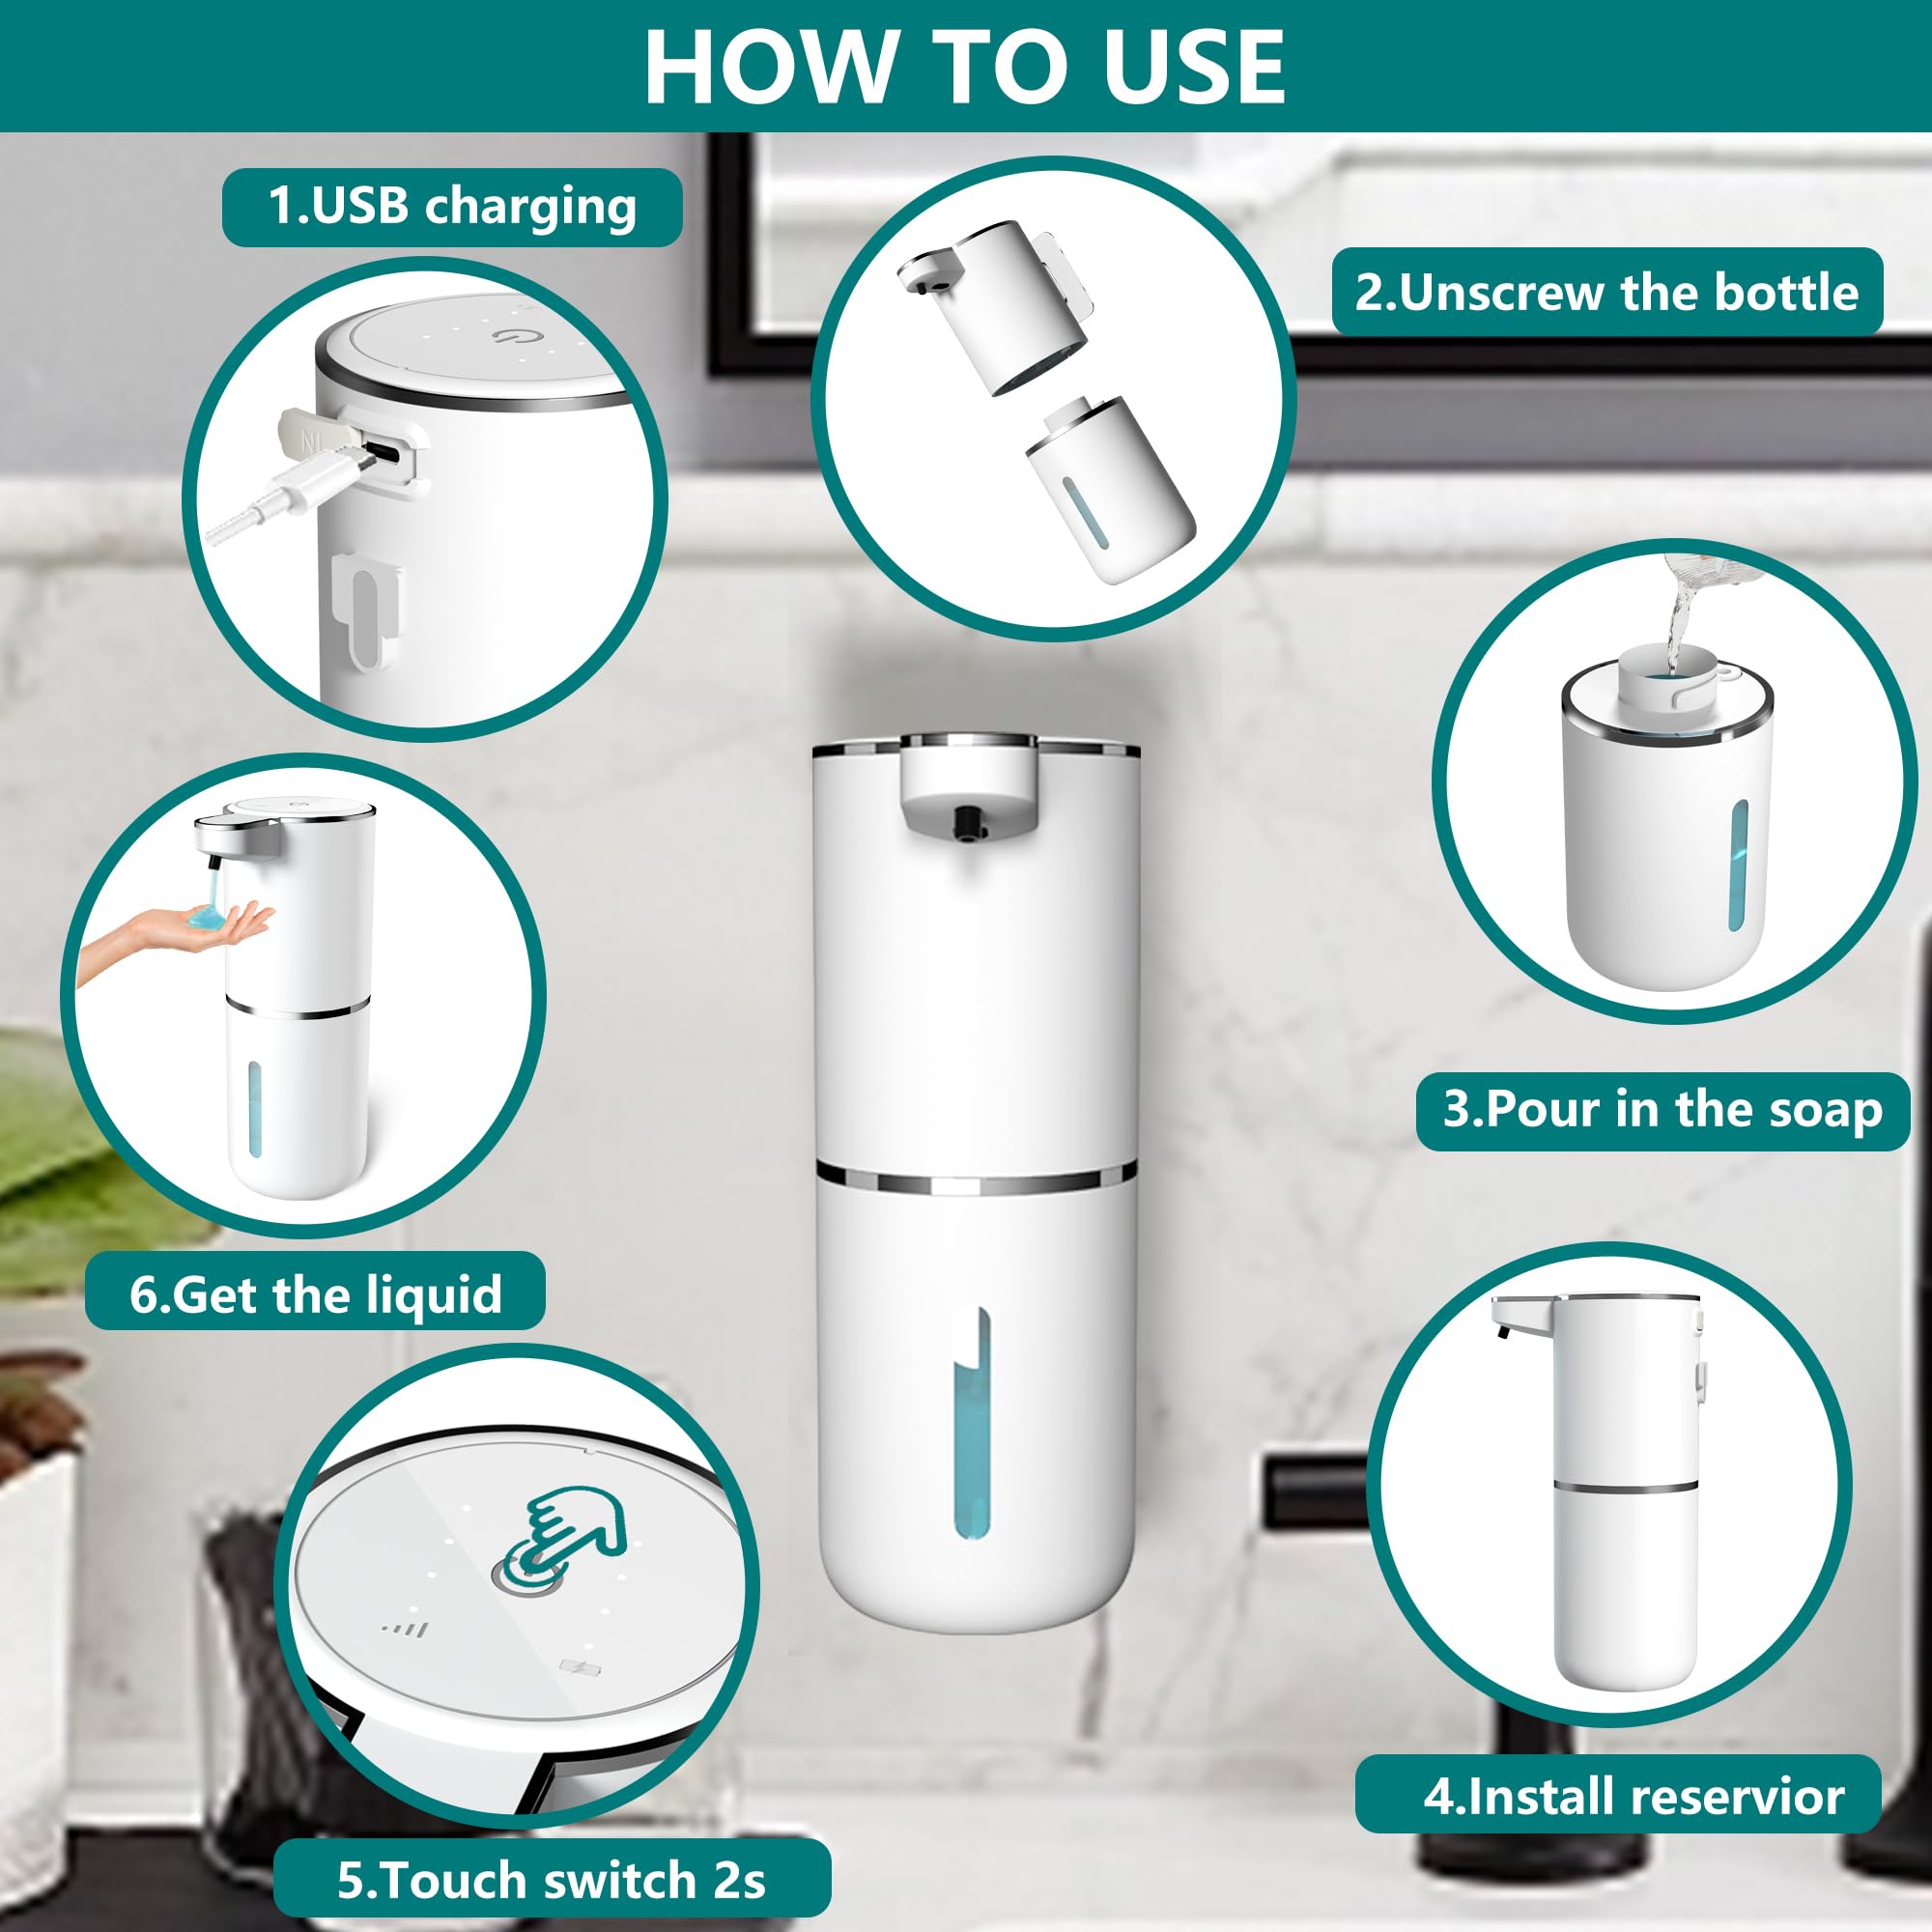 HOW TO USE
1.USB charging
2.Unscrew the bottle
3.Pour in the soap
4.Install reservior
5.Touch switch 2s
6.Get the liquid